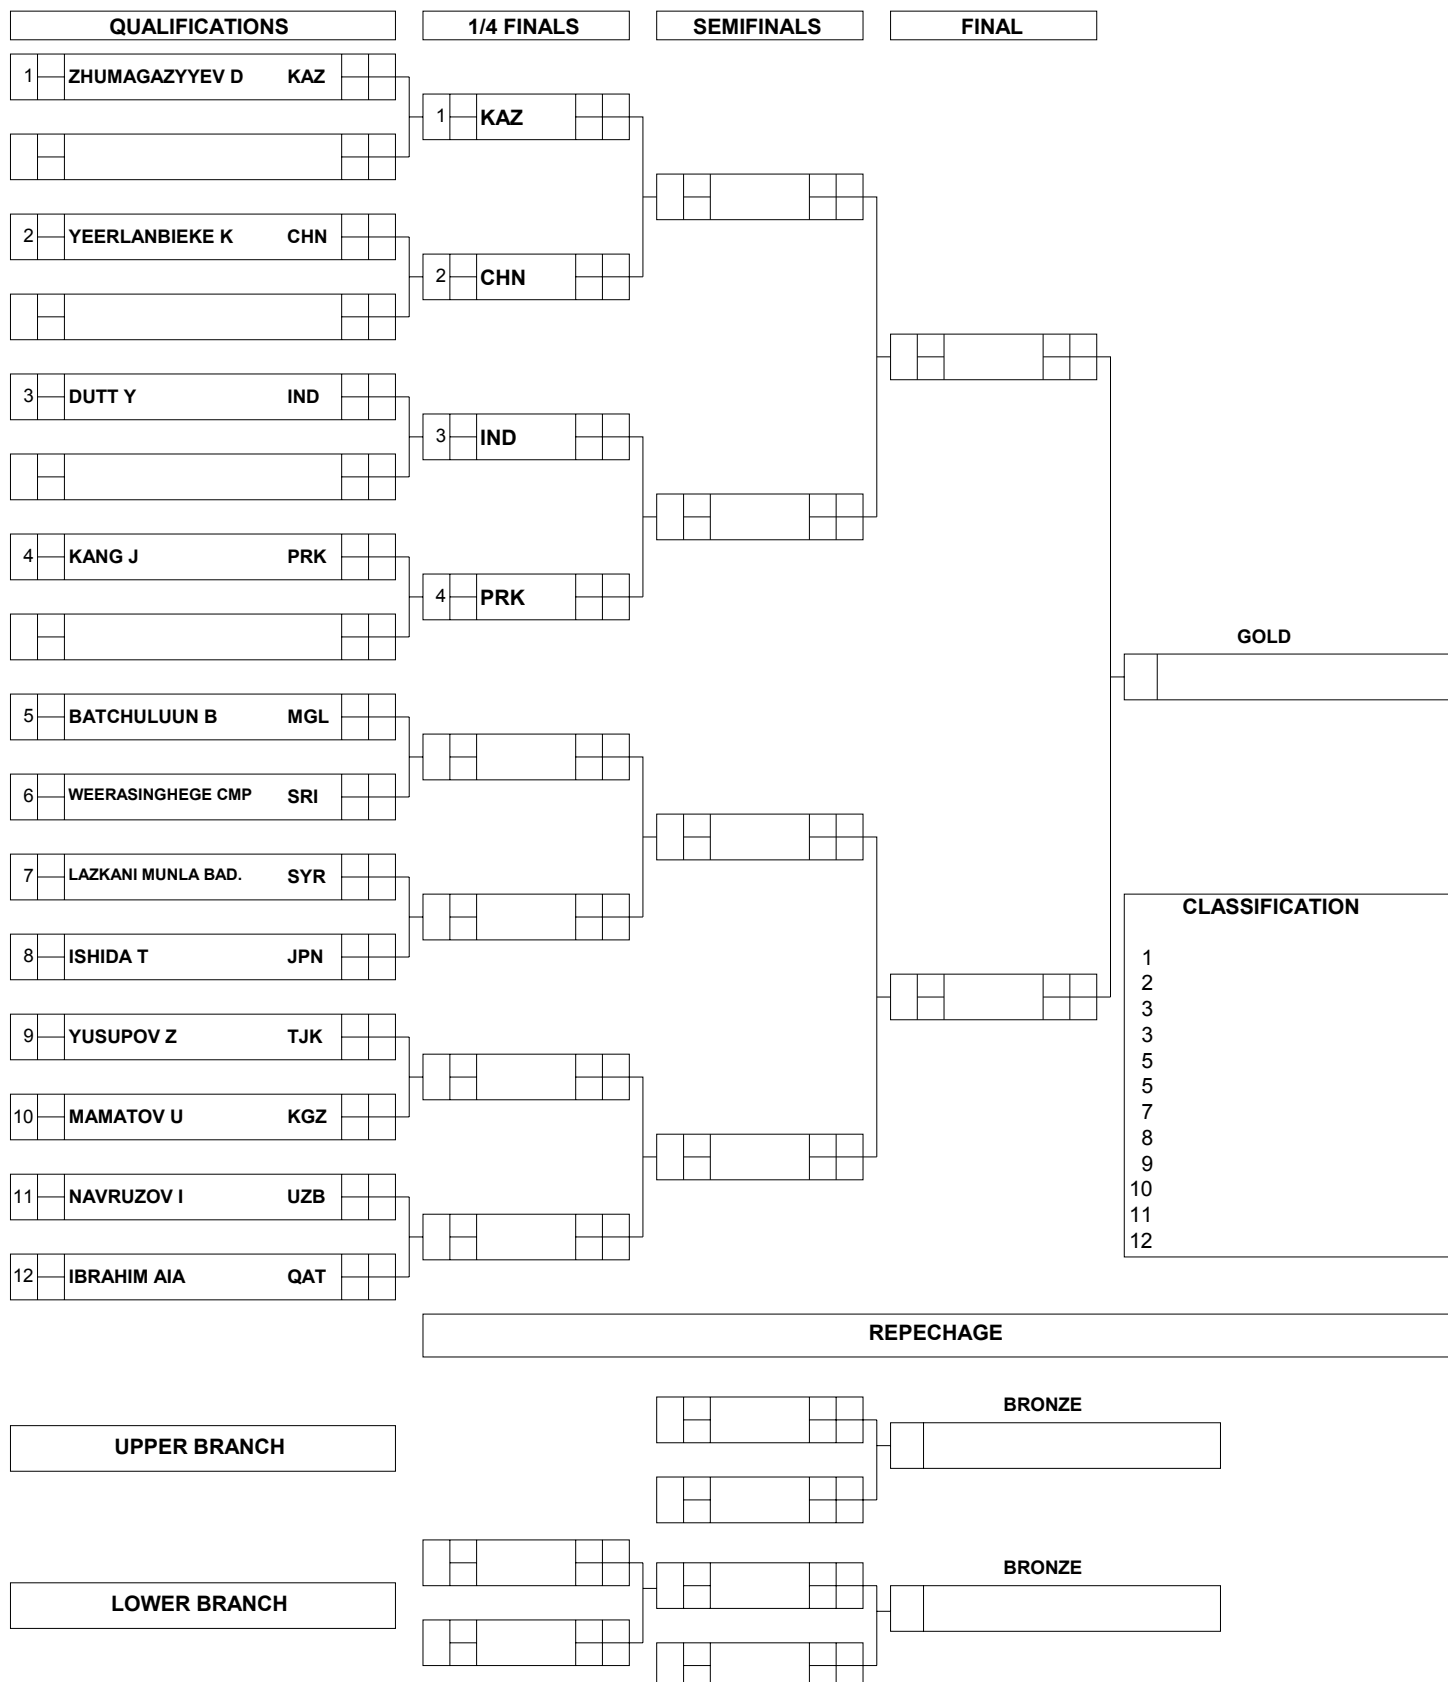 QUALIFICATIONS 1/4 FINALS SEMIFINALS FINAL
1 ZHUMAGAZYYEV D KAZ
1 KAZ
2 YEERLANBIEKE K CHN
2 CHN
3 DUTT Y IND
3 IND
4 KANG J PRK
4 PRK
GOLD
5 BATCHULUUN B MGL
6 WEERASINGHEGE CMP SRI
7 LAZKANI MUNLA BAD. SYR
CLASSIFICATION
8 ISHIDA T JPN
1
2
3
3
5
5
7
8
9
10
11
12
9 YUSUPOV Z TJK
10 MAMATOV U KGZ
11 NAVRUZOV I UZB
12 IBRAHIM AIA QAT
REPECHAGE
BRONZE
UPPER BRANCH
BRONZE
LOWER BRANCH